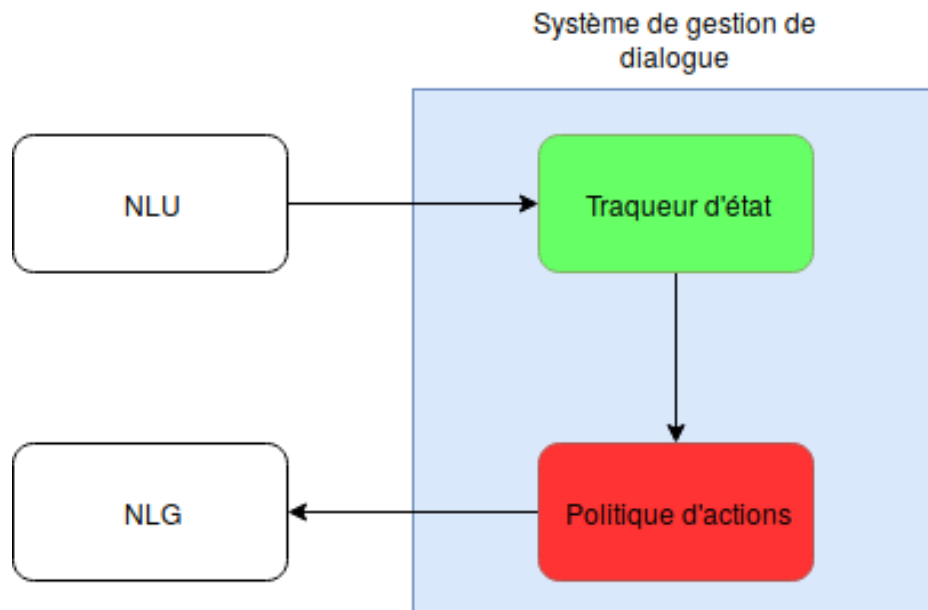 Système de gestion de
dialogue
NLU
Traqueur d'état
NLG
Politique d'actions